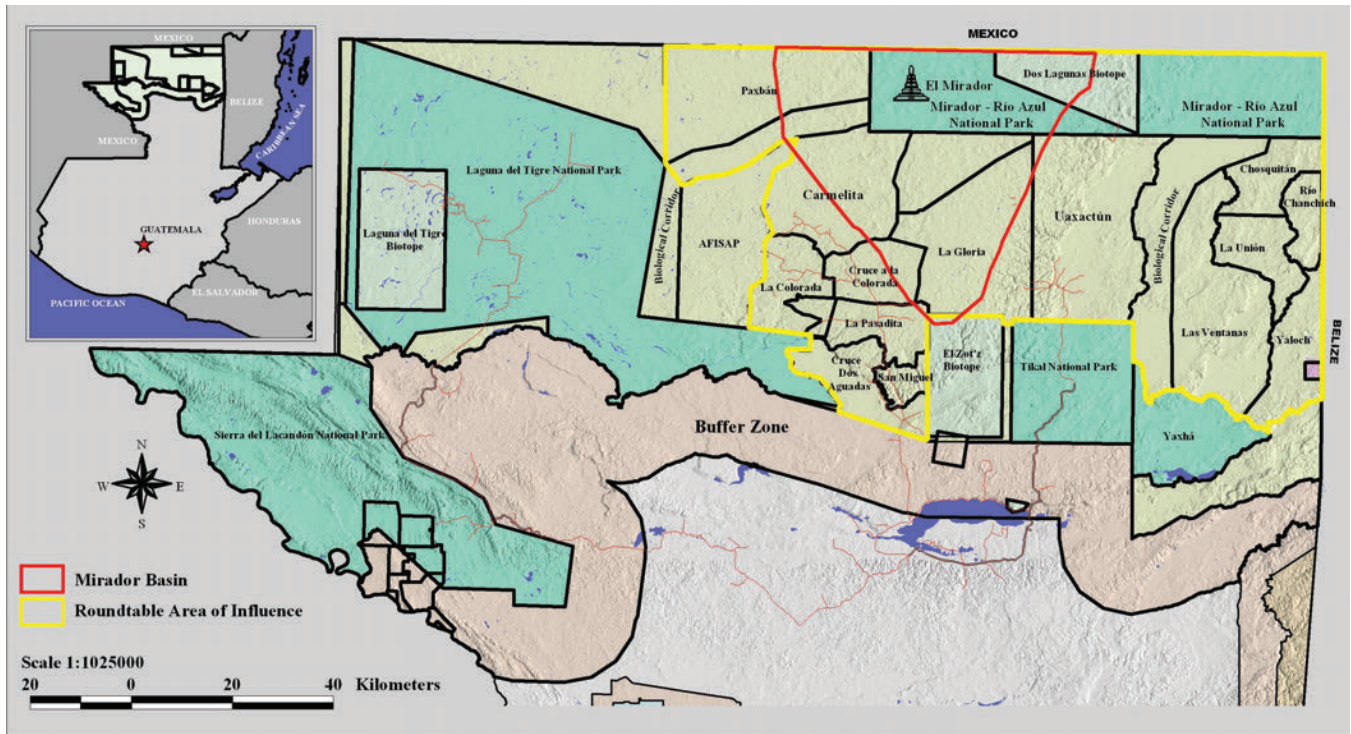 MEXICO
BELIZE
MEXICO
CARIBBEAN SEA
GUATEMALA
HONDURAS
EL SALVADOR
PACIFIC OCEAN
MEXICO
Paxbán
El Mirador
Mirador - Río Azul
National Park
Dos Lagunas Biotope
Mirador - Río Azul
National Park
Laguna del Tigre National Park
Laguna del Tigre
Biotope
Biological Corridor
AFISAP
Carmelita
La Gloria
Uaxactún
Biological Corridor
Chosquitán
Río
Chanchich
La Unión
La Colorada
Cruce a la
Colorada
La Pasadita
Cruce
Dos
Aguadas
San Miguel
El Zot'z
Biotope
Tikal National Park
Las Ventanas
Yaloch
BELIZE
Yaxhá
Buffer Zone
Sierra del Lacandón National Park
N
W
E
S
Mirador Basin
Roundtable Area of Influence
Scale 1:1025000
20 0 20 40 Kilometers